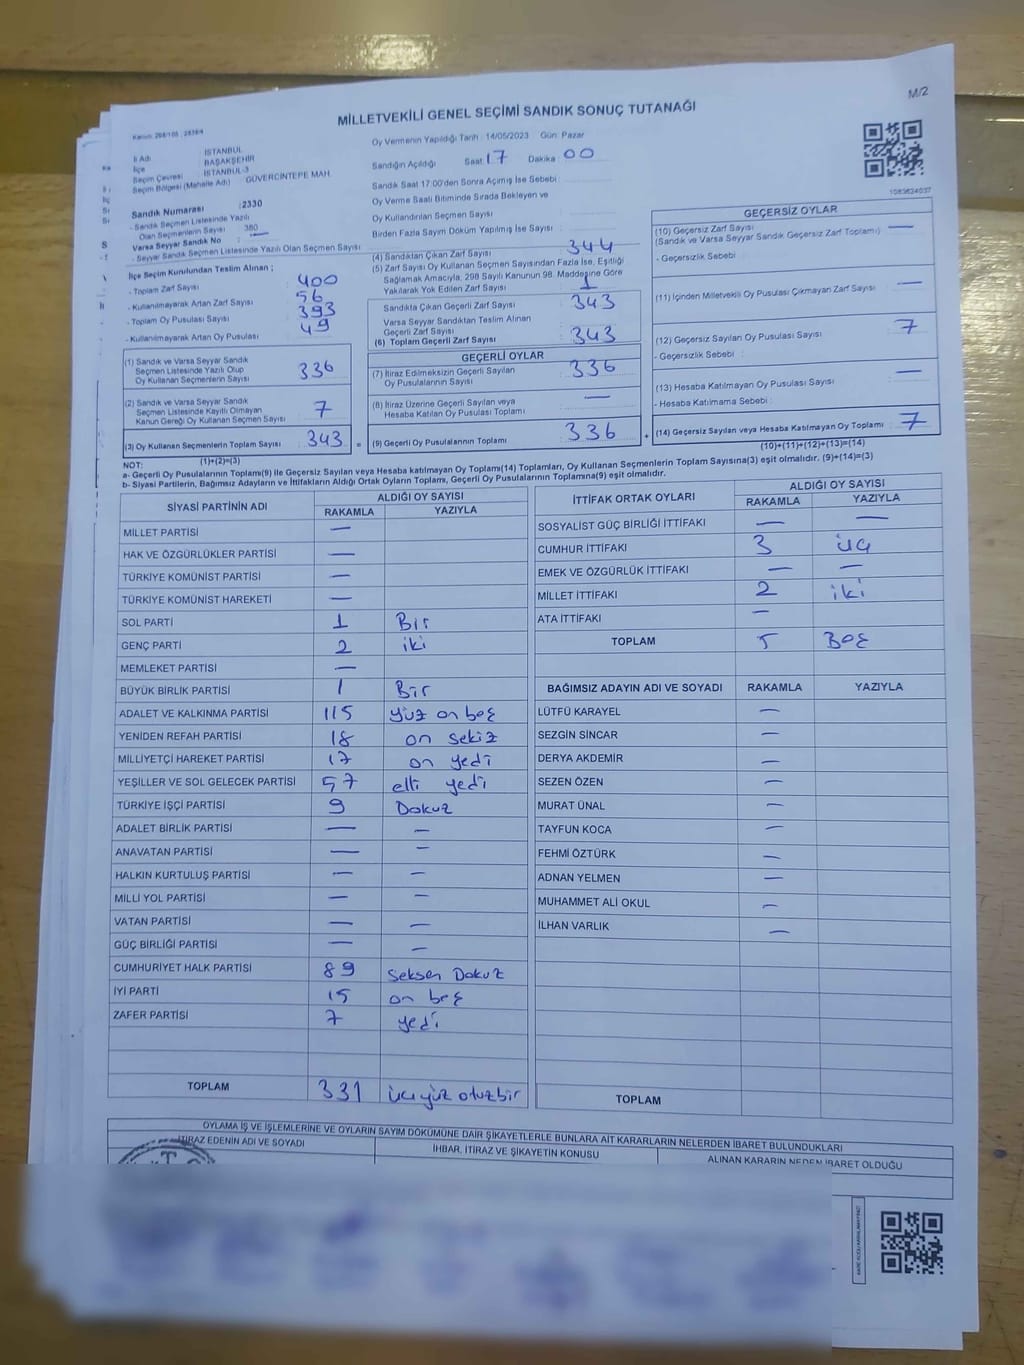 M/2
MİLLETVEKİLİ GENEL SEÇİMİ SANDIK SONUÇ TUTANAĞI
İl Adı : İSTANBUL
İlçe : BAŞAKŞEHİR
Seçim Çevresi : İSTANBUL-3
Seçim Bölgesi (Mahalle Adı) : GÜVERCİNTEPE MAH.
Sandık Numarası : 2330
- Sandık Seçmen Listesinde Yazılı
Olan Seçmenlerin Sayısı : 380
Varsa Seyyar Sandık No : —
- Seyyar Sandık Seçmen Listesinde Yazılı Olan Seçmen Sayısı :
İlçe Seçim Kurulundan Teslim Alınan ;
- Toplam Zarf Sayısı : 400
- Kullanılmayarak Artan Zarf Sayısı : 56
- Toplam Oy Pusulası Sayısı : 393
- Kullanılmayarak Artan Oy Pusulası : 49
Oy Vermenin Yapıldığı Tarih : 14/05/2023 Gün: Pazar
Sandığın Açıldığı Saat : 17 Dakika : 00
Sandık Saat 17:00'den Sonra Açılmış İse Sebebi :
Oy Verme Saati Bitiminde Sırada Bekleyen ve
Oy Kullandırılan Seçmen Sayısı :
Birden Fazla Sayım Döküm Yapılmış İse Sayısı :
(4) Sandıktan Çıkan Zarf Sayısı : 344
(5) Zarf Sayısı Oy Kullanan Seçmen Sayısından Fazla İse, Eşitliği
Sağlamak Amacıyla, 298 Sayılı Kanunun 98. Maddesine Göre
Yakılarak Yok Edilen Zarf Sayısı : 1
Sandıkta Çıkan Geçerli Zarf Sayısı : 343
Varsa Seyyar Sandıktan Teslim Alınan
Geçerli Zarf Sayısı :
(6) Toplam Geçerli Zarf Sayısı : 343
1083624037
GEÇERSİZ OYLAR
(10) Geçersiz Zarf Sayısı : —
(Sandık ve Varsa Seyyar Sandık Geçersiz Zarf Toplamı)
- Geçersizlik Sebebi :
(11) İçinden Milletvekili Oy Pusulası Çıkmayan Zarf Sayısı : —
(12) Geçersiz Sayılan Oy Pusulası Sayısı : 7
- Geçersizlik Sebebi :
(13) Hesaba Katılmayan Oy Pusulası Sayısı : —
- Hesaba Katılmama Sebebi :
(14) Geçersiz Sayılan veya Hesaba Katılmayan Oy Toplamı : 7
(10)+(11)+(12)+(13)=(14)
(1) Sandık ve Varsa Seyyar Sandık
Seçmen Listesinde Yazılı Olup
Oy Kullanan Seçmenlerin Sayısı : 336
(2) Sandık ve Varsa Seyyar Sandık
Seçmen Listesinde Kayıtlı Olmayan
Kanun Gereği Oy Kullanan Seçmen Sayısı : 7
(3) Oy Kullanan Seçmenlerin Toplam Sayısı : 343 =
(1)+(2)=(3)
GEÇERLİ OYLAR
(7) İtiraz Edilmeksizin Geçerli Sayılan
Oy Pusulalarının Sayısı : 336
(8) İtiraz Üzerine Geçerli Sayılan veya
Hesaba Katılan Oy Pusulası Toplamı : —
(9) Geçerli Oy Pusulalarının Toplamı : 336 +
NOT:
a- Geçerli Oy Pusulalarının Toplamı(9) ile Geçersiz Sayılan veya Hesaba katılmayan Oy Toplamı(14) Toplamları, Oy Kullanan Seçmenlerin Toplam Sayısına(3) eşit olmalıdır. (9)+(14)=(3)
b- Siyasi Partilerin, Bağımsız Adayların ve İttifakların Aldığı Ortak Oyların Toplamı, Geçerli Oy Pusulalarının Toplamına(9) eşit olmalıdır.
SİYASİ PARTİNİN ADI ALDIĞI OY SAYISI
RAKAMLA YAZIYLA
MİLLET PARTİSİ —
HAK VE ÖZGÜRLÜKLER PARTİSİ —
TÜRKİYE KOMÜNİST PARTİSİ —
TÜRKİYE KOMÜNİST HAREKETİ —
SOL PARTİ 1 Bir
GENÇ PARTİ 2 iki
MEMLEKET PARTİSİ —
BÜYÜK BİRLİK PARTİSİ 1 Bir
ADALET VE KALKINMA PARTİSİ 115 yüz on beş
YENİDEN REFAH PARTİSİ 18 on sekiz
MİLLİYETÇİ HAREKET PARTİSİ 17 on yedi
YEŞİLLER VE SOL GELECEK PARTİSİ 57 elli yedi
TÜRKİYE İŞÇİ PARTİSİ 9 Dokuz
ADALET BİRLİK PARTİSİ — —
ANAVATAN PARTİSİ — —
HALKIN KURTULUŞ PARTİSİ — —
MİLLİ YOL PARTİSİ — —
VATAN PARTİSİ — —
GÜÇ BİRLİĞİ PARTİSİ — —
CUMHURİYET HALK PARTİSİ 89 seksen Dokuz
İYİ PARTİ 15 on beş
ZAFER PARTİSİ 7 yedi
TOPLAM 331 üçyüz otuzbir
İTTİFAK ORTAK OYLARI ALDIĞI OY SAYISI
RAKAMLA YAZIYLA
SOSYALİST GÜÇ BİRLİĞİ İTTİFAKI — —
CUMHUR İTTİFAKI 3 üç
EMEK VE ÖZGÜRLÜK İTTİFAKI — —
MİLLET İTTİFAKI 2 iki
ATA İTTİFAKI —
TOPLAM 5 Beş
BAĞIMSIZ ADAYIN ADI VE SOYADI RAKAMLA YAZIYLA
LÜTFÜ KARAYEL —
SEZGİN SİNCAR —
DERYA AKDEMİR —
SEZEN ÖZEN —
MURAT ÜNAL —
TAYFUN KOCA —
FEHMİ ÖZTÜRK —
ADNAN YELMEN —
MUHAMMET ALİ OKUL —
İLHAN VARLIK —
TOPLAM
OYLAMA İŞ VE İŞLEMLERİNE VE OYLARIN SAYIM DÖKÜMÜNE DAİR ŞİKAYETLERLE BUNLARA AİT KARARLARIN NELERDEN İBARET BULUNDUKLARI
İTİRAZ EDENİN ADI VE SOYADI
İHBAR, İTİRAZ VE ŞİKAYETİN KONUSU
ALINAN KARARIN NEDEN İBARET OLDUĞU